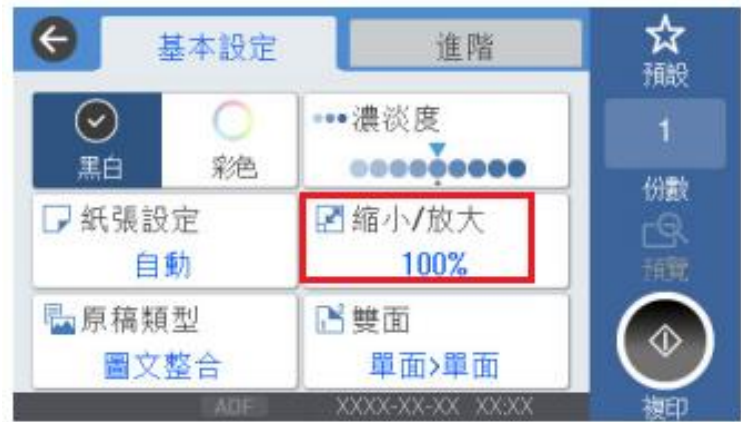 基本設定
進階
預設
黑白
彩色
濃淡度
1
份數
紙張設定
自動
縮小/放大
100%
預覽
原稿類型
圖文整合
雙面
單面>單面
ADF
XXXX-XX-XX XX:XX
複印